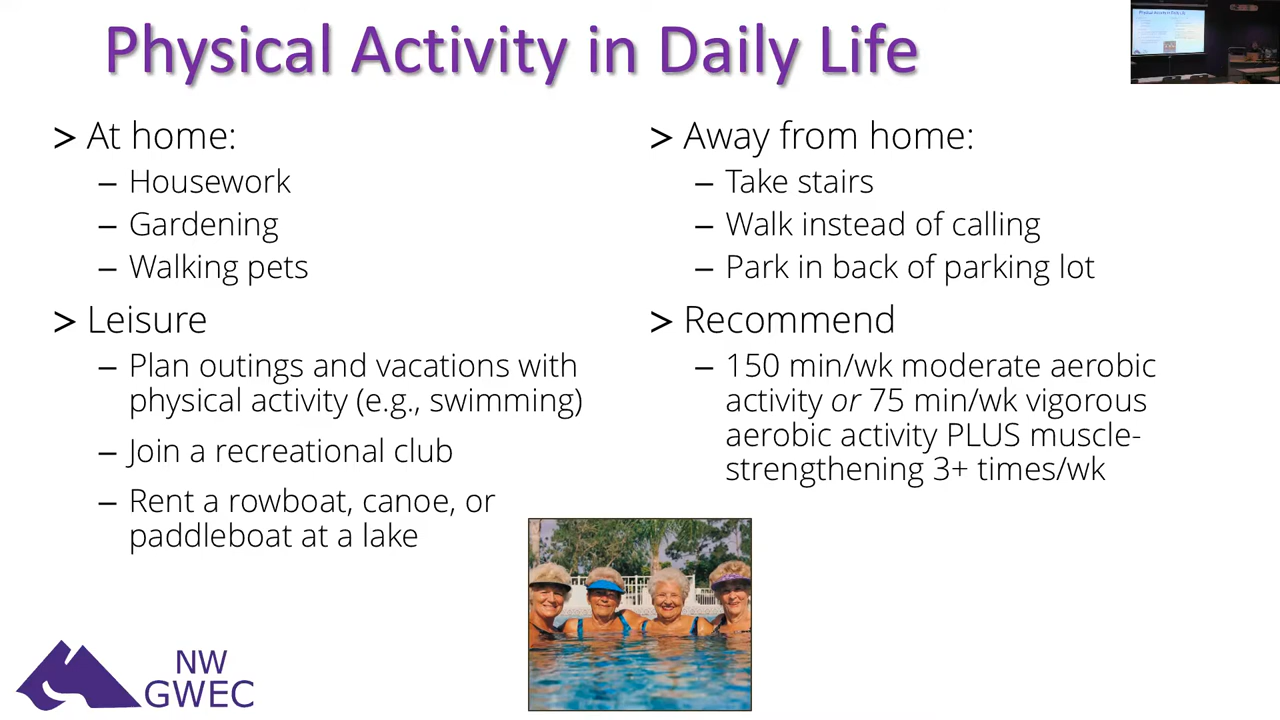 Physical Activity in Daily Life
> At home:
– Housework
– Gardening
– Walking pets
> Leisure
– Plan outings and vacations with
physical activity (e.g., swimming)
– Join a recreational club
– Rent a rowboat, canoe, or
paddleboat at a lake
> Away from home:
– Take stairs
– Walk instead of calling
– Park in back of parking lot
> Recommend
– 150 min/wk moderate aerobic
activity or 75 min/wk vigorous
aerobic activity PLUS muscle-
strengthening 3+ times/wk
NW
GWEC